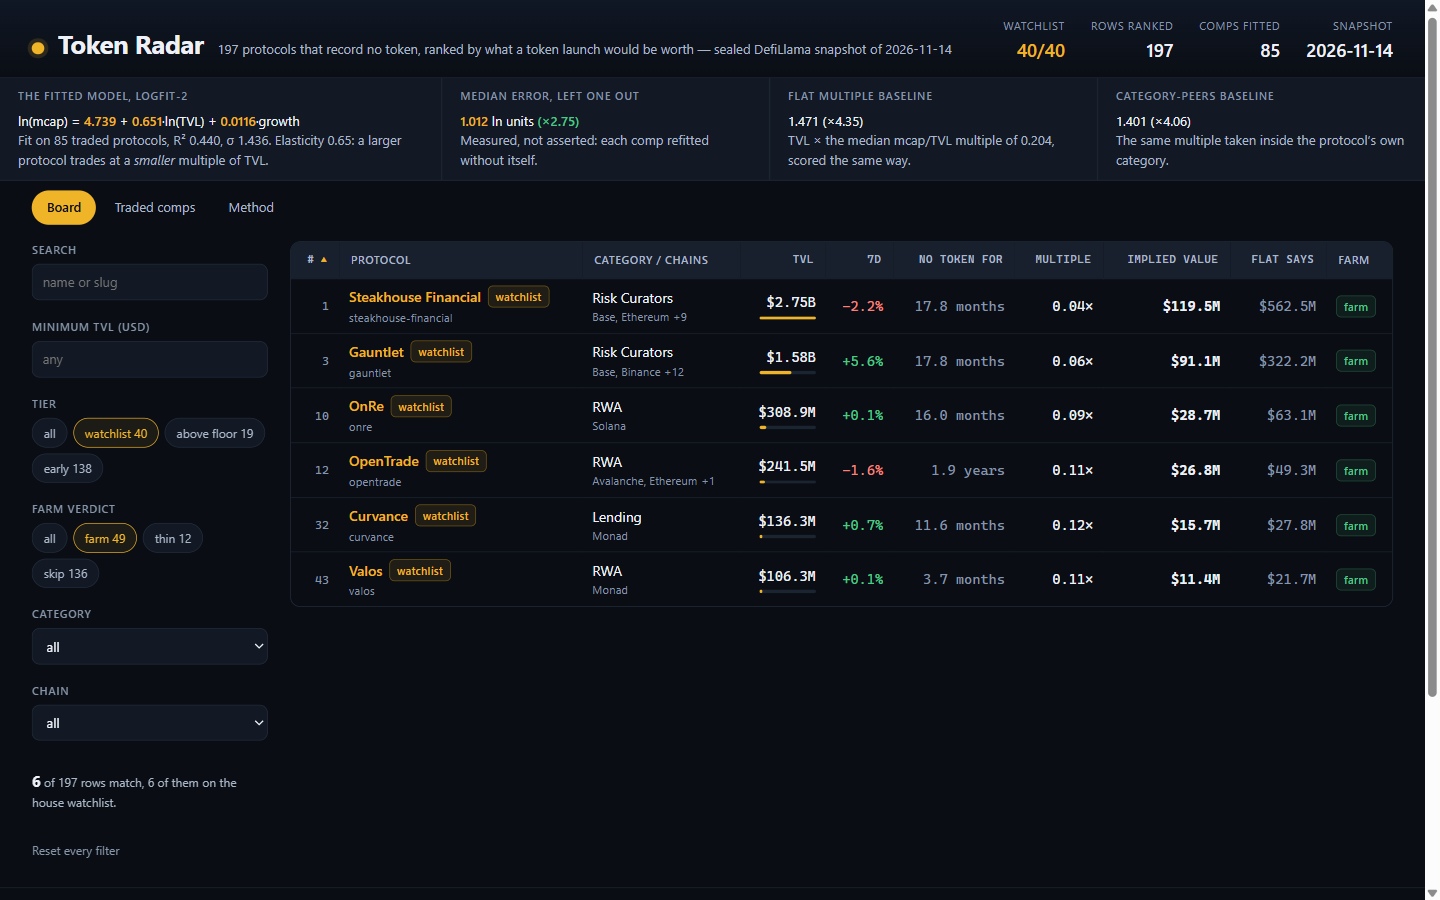 Token Radar 197 protocols that record no token, ranked by what a token launch would be worth — sealed DefiLlama snapshot of 2026-11-14
WATCHLIST ROWS RANKED COMPS FITTED SNAPSHOT
40/40 197 85 2026-11-14
THE FITTED MODEL, LOGFIT-2
ln(mcap) = 4.739 + 0.651·ln(TVL) + 0.0116·growth
Fit on 85 traded protocols, R² 0.440, σ 1.436. Elasticity 0.65: a larger
protocol trades at a smaller multiple of TVL.
MEDIAN ERROR, LEFT ONE OUT
1.012 ln units (×2.75)
Measured, not asserted: each comp refitted
without itself.
FLAT MULTIPLE BASELINE
1.471 (×4.35)
TVL × the median mcap/TVL multiple of 0.204,
scored the same way.
CATEGORY-PEERS BASELINE
1.401 (×4.06)
The same multiple taken inside the protocol's own
category.
Board Traded comps Method
SEARCH
name or slug
MINIMUM TVL (USD)
any
TIER
all watchlist 40 above floor 19
early 138
FARM VERDICT
all farm 49 thin 12
skip 136
CATEGORY
all
CHAIN
all
6 of 197 rows match, 6 of them on the
house watchlist.
Reset every filter
# ▲ PROTOCOL CATEGORY / CHAINS TVL 7D NO TOKEN FOR MULTIPLE IMPLIED VALUE FLAT SAYS FARM
1 Steakhouse Financial watchlist Risk Curators $2.75B −2.2% 17.8 months 0.04× $119.5M $562.5M farm
steakhouse-financial Base, Ethereum +9
3 Gauntlet watchlist Risk Curators $1.58B +5.6% 17.8 months 0.06× $91.1M $322.2M farm
gauntlet Base, Binance +12
10 OnRe watchlist RWA $308.9M +0.1% 16.0 months 0.09× $28.7M $63.1M farm
onre Solana
12 OpenTrade watchlist RWA $241.5M −1.6% 1.9 years 0.11× $26.8M $49.3M farm
opentrade Avalanche, Ethereum +1
32 Curvance watchlist Lending $136.3M +0.7% 11.6 months 0.12× $15.7M $27.8M farm
curvance Monad
43 Valos watchlist RWA $106.3M +0.1% 3.7 months 0.11× $11.4M $21.7M farm
valos Monad